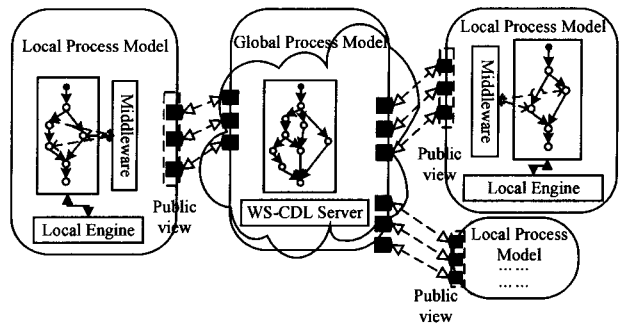 Local Process Model
Middleware
Local Engine
Public
view
Global Process Model
WS-CDL Server
Local Process Model
Middleware
Public
view
Local Engine
Local Process
Model
... ...
... ...
Public
view